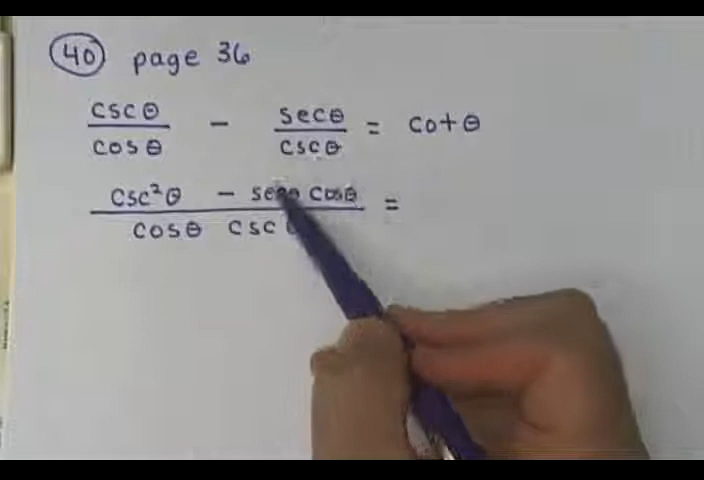 40 page 36
cscθ/cosθ - secθ/cscθ = cotθ
csc²θ - secθ cosθ / cosθ csc =